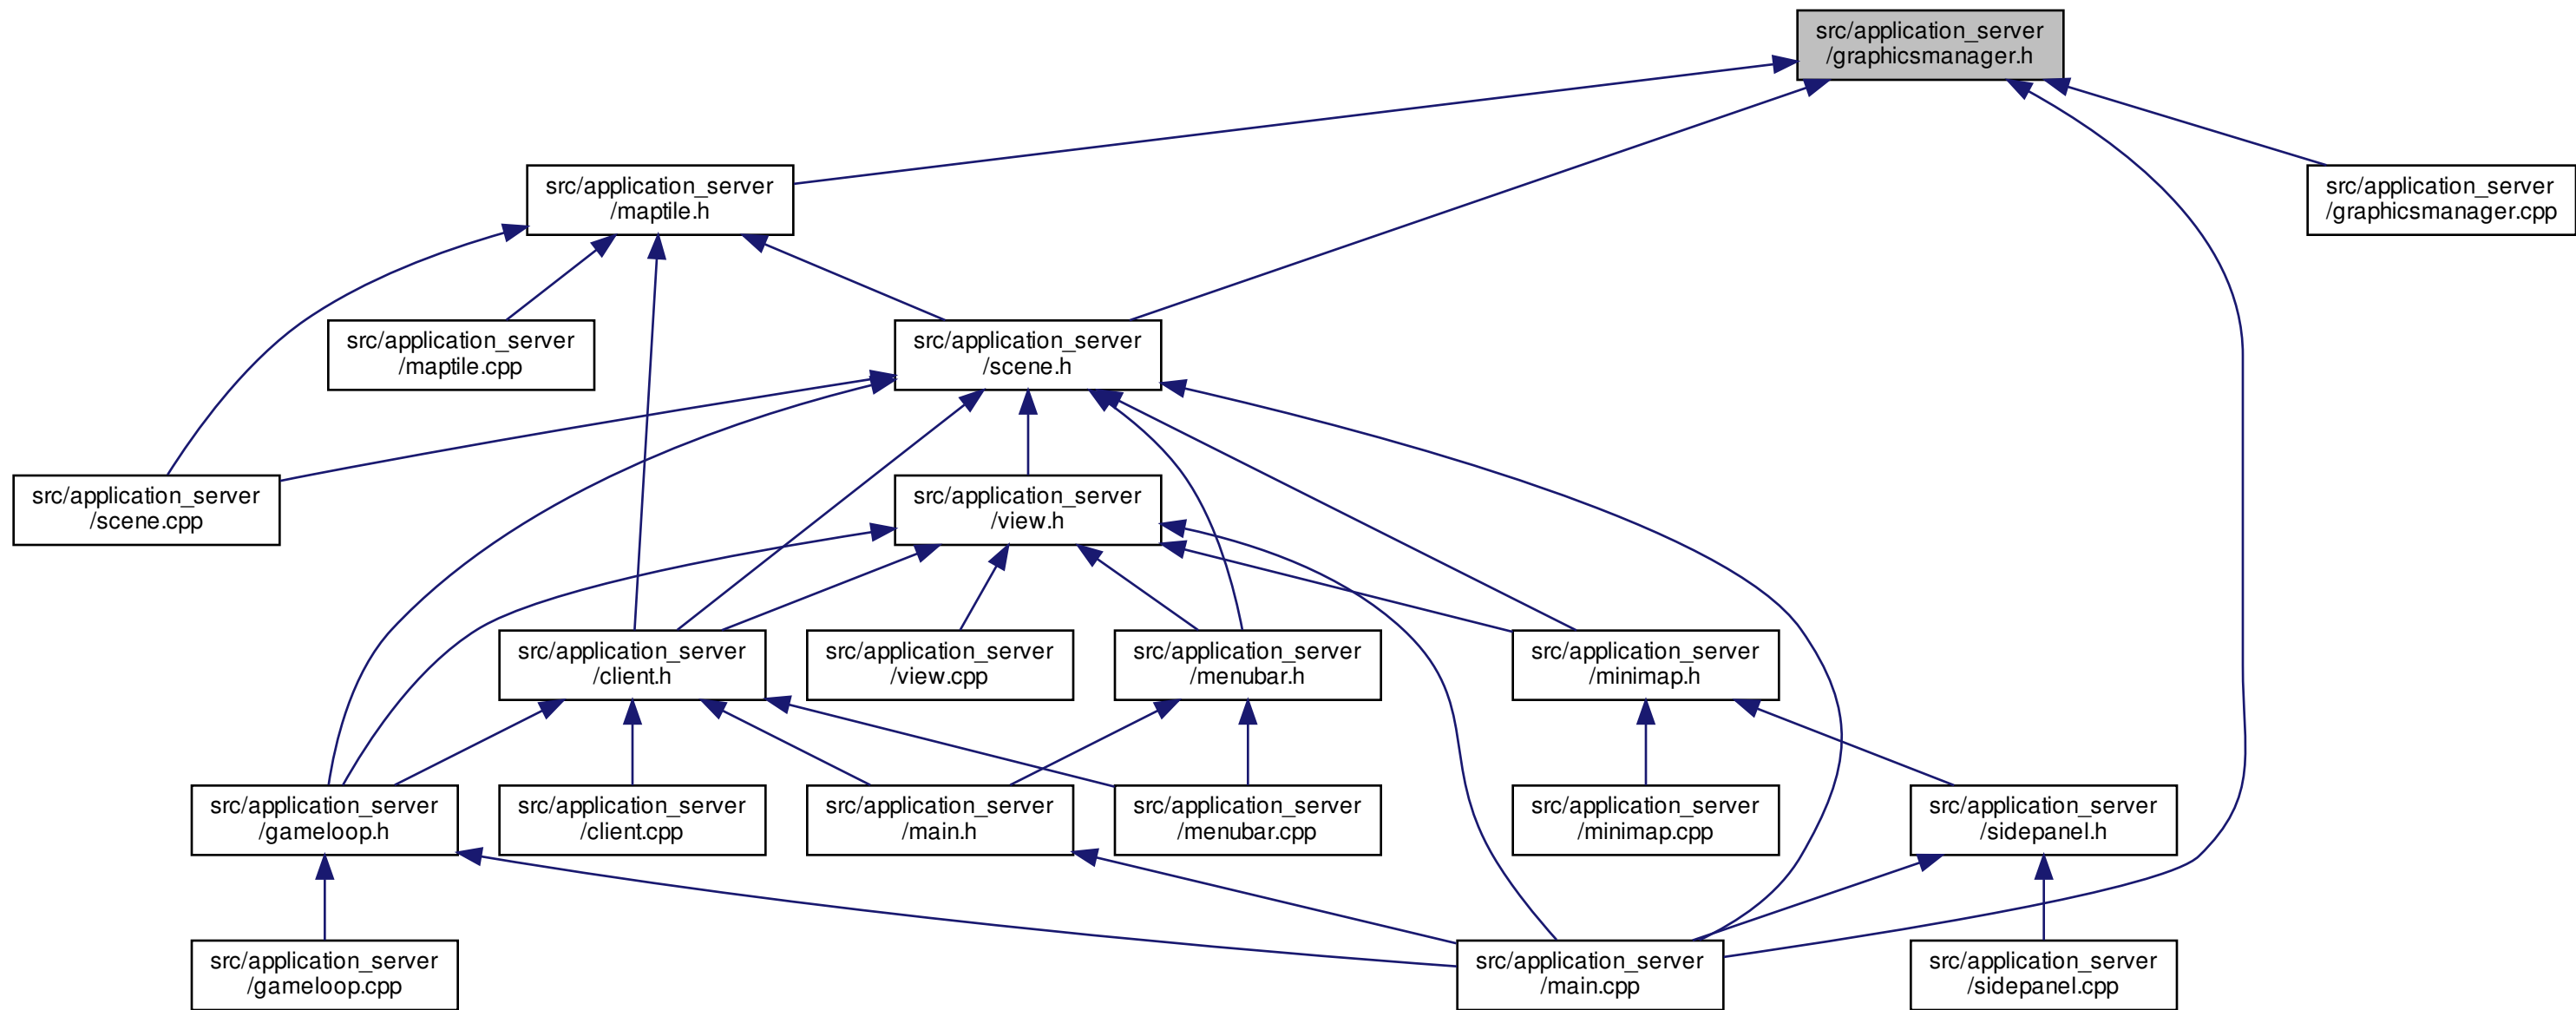 src/application_server
/graphicsmanager.h
src/application_server
/maptile.h
src/application_server
/graphicsmanager.cpp
src/application_server
/maptile.cpp
src/application_server
/scene.h
src/application_server
/scene.cpp
src/application_server
/view.h
src/application_server
/client.h
src/application_server
/view.cpp
src/application_server
/menubar.h
src/application_server
/minimap.h
src/application_server
/gameloop.h
src/application_server
/client.cpp
src/application_server
/main.h
src/application_server
/menubar.cpp
src/application_server
/minimap.cpp
src/application_server
/sidepanel.h
src/application_server
/gameloop.cpp
src/application_server
/main.cpp
src/application_server
/sidepanel.cpp